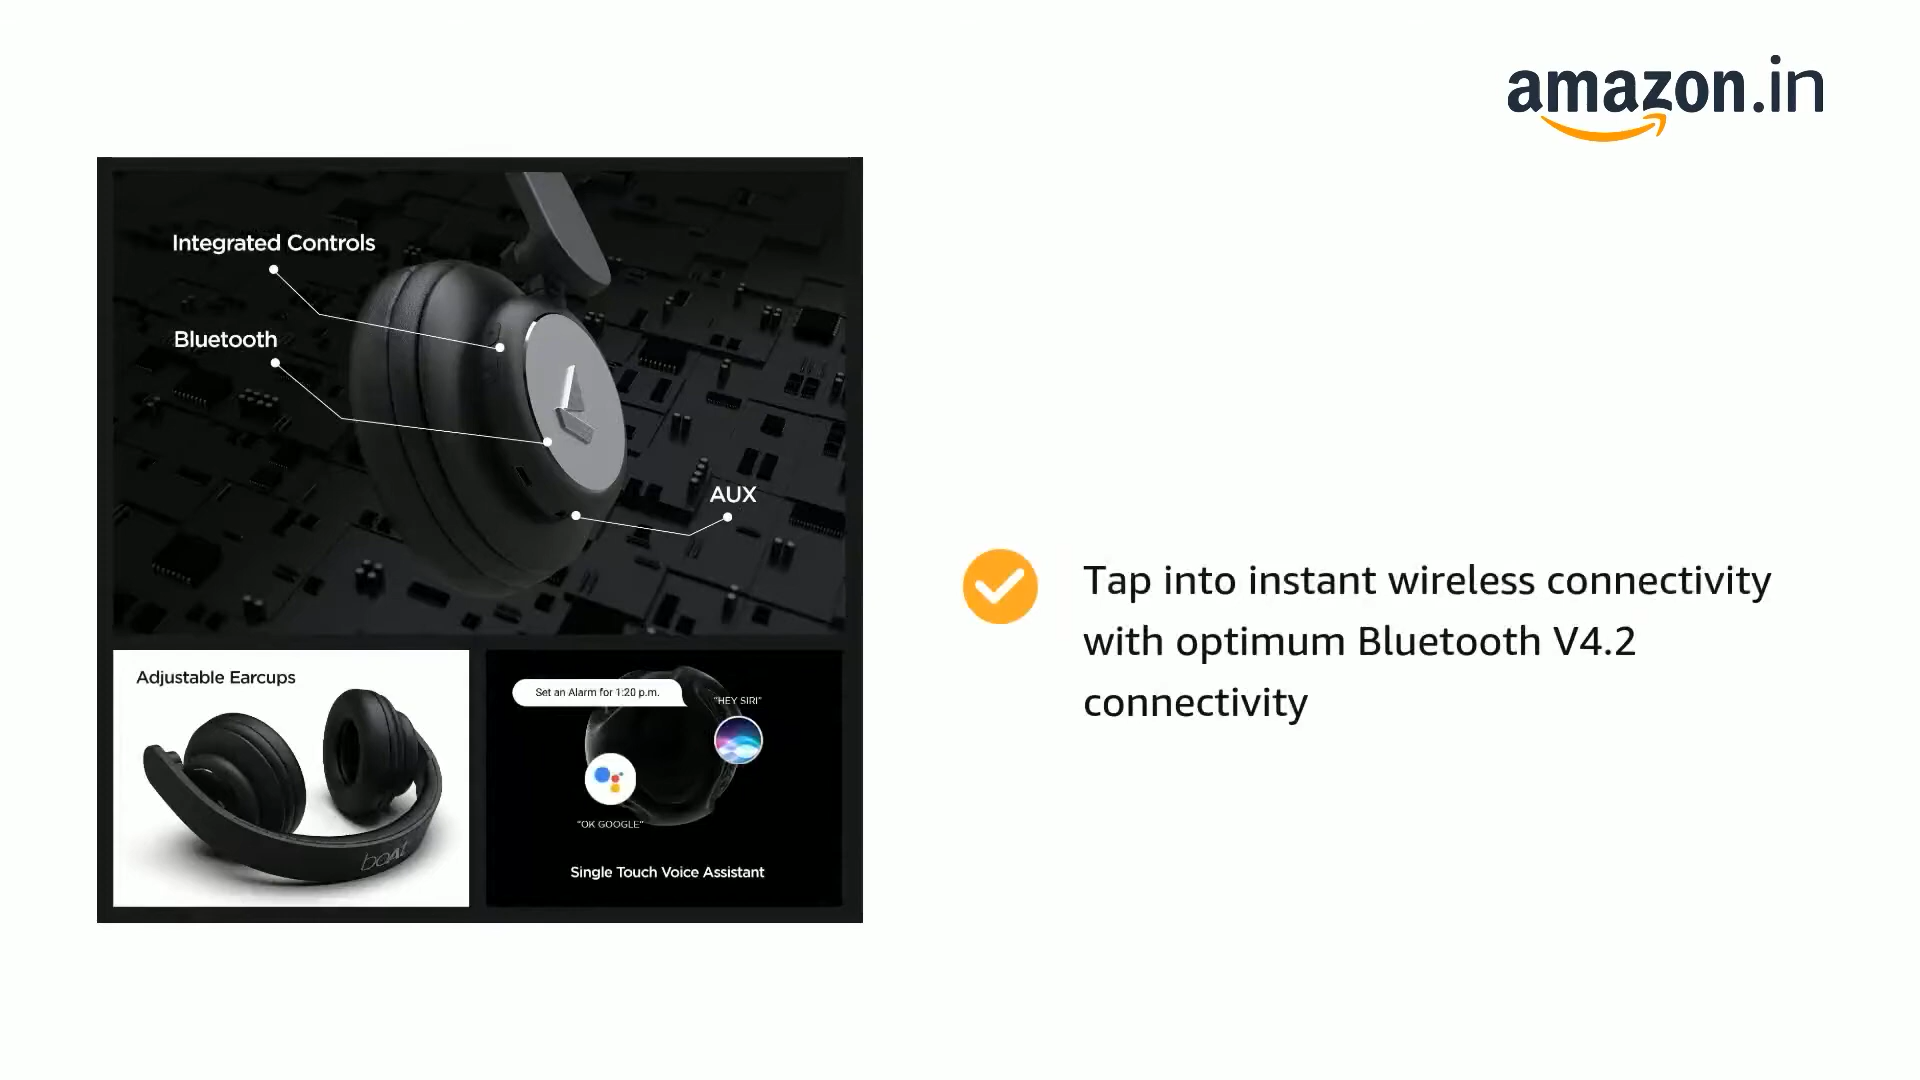 amazon.in
Integrated Controls
Bluetooth
AUX
Adjustable Earcups
boAt
Set an Alarm for 1:20 p.m.
"HEY SIRI"
"OK GOOGLE"
Single Touch Voice Assistant
Tap into instant wireless connectivity
with optimum Bluetooth V4.2
connectivity